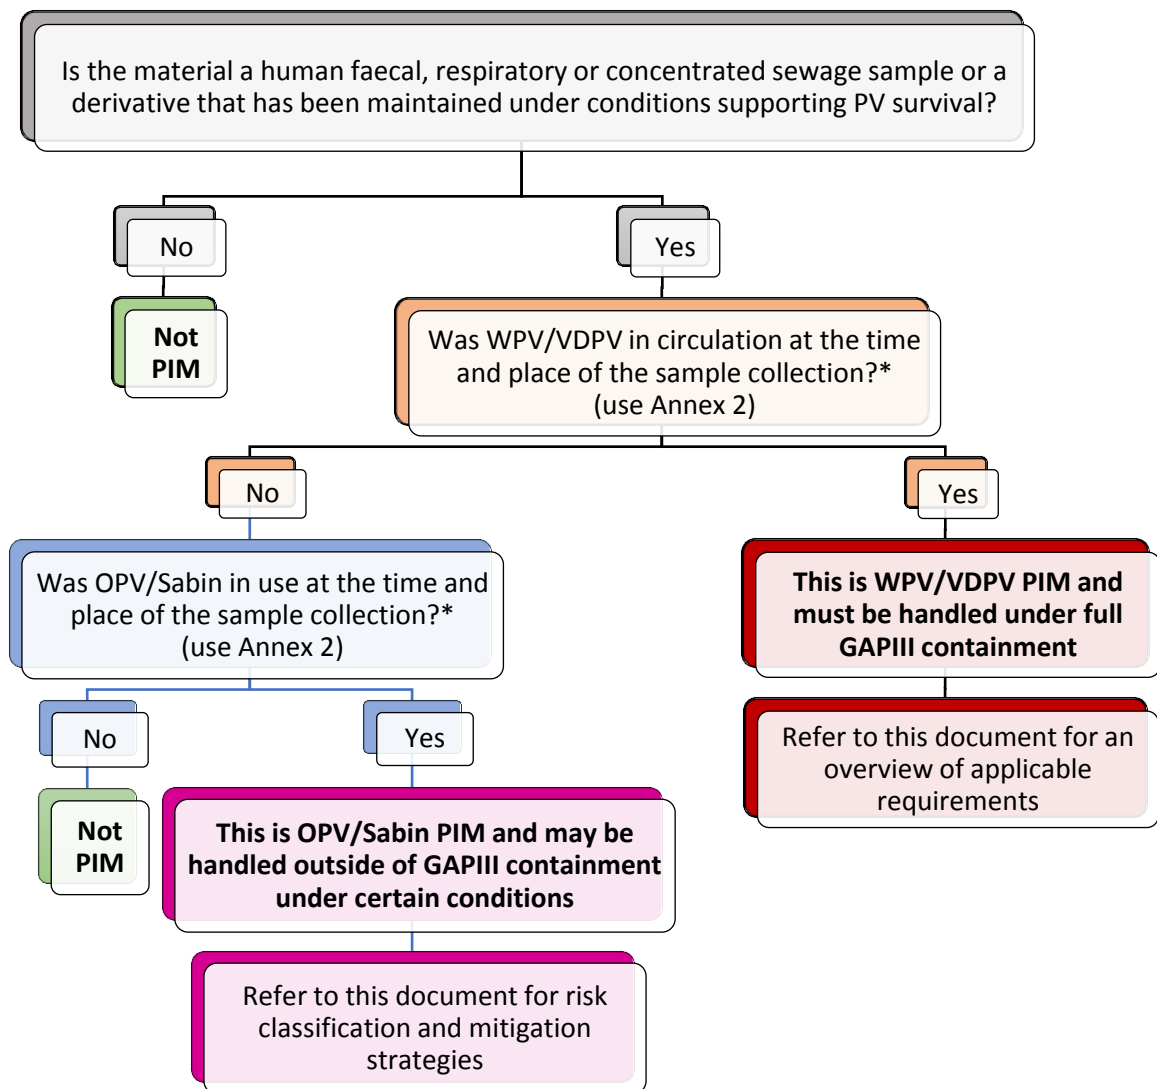 Is the material a human faecal, respiratory or concentrated sewage sample or a
derivative that has been maintained under conditions supporting PV survival?
No
Yes
Not
PIM
Was WPV/VDPV in circulation at the time
and place of the sample collection?*
(use Annex 2)
No
Yes
Was OPV/Sabin in use at the time and
place of the sample collection?*
(use Annex 2)
This is WPV/VDPV PIM and
must be handled under full
GAPIII containment
No
Yes
Refer to this document for an
overview of applicable
requirements
Not
PIM
This is OPV/Sabin PIM and may be
handled outside of GAPIII containment
under certain conditions
Refer to this document for risk
classification and mitigation
strategies